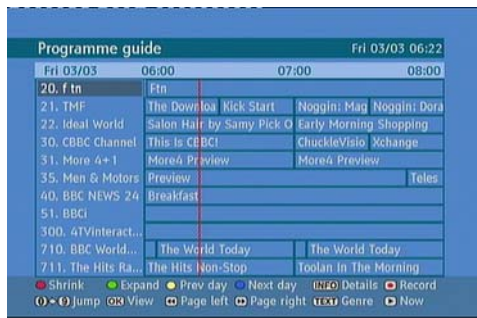 Programme guide Fri 03/03 06:22
Fri 03/03 06:00 07:00 08:00
20. f tn Ftn
21. TMF The Downloa Kick Start Noggin: Mag Noggin: Dora
22. Ideal World Salon Hair by Samy Pick O Early Morning Shopping
30. CBBC Channel This Is CBBC! ChuckleVisio Xchange
31. More 4+1 More4 Preview More4 Preview
35. Men & Motors Preview Teles
40. BBC NEWS 24 Breakfast
51. BBCi
300. 4TVinteract...
710. BBC World... The World Today The World Today
711. The Hits Ra... The Hits Non-Stop Toolan In The Morning
Shrink Expand Prev day Next day INFO Details Record
0-9 Jump OK View Page left Page right TEXT Genre Now